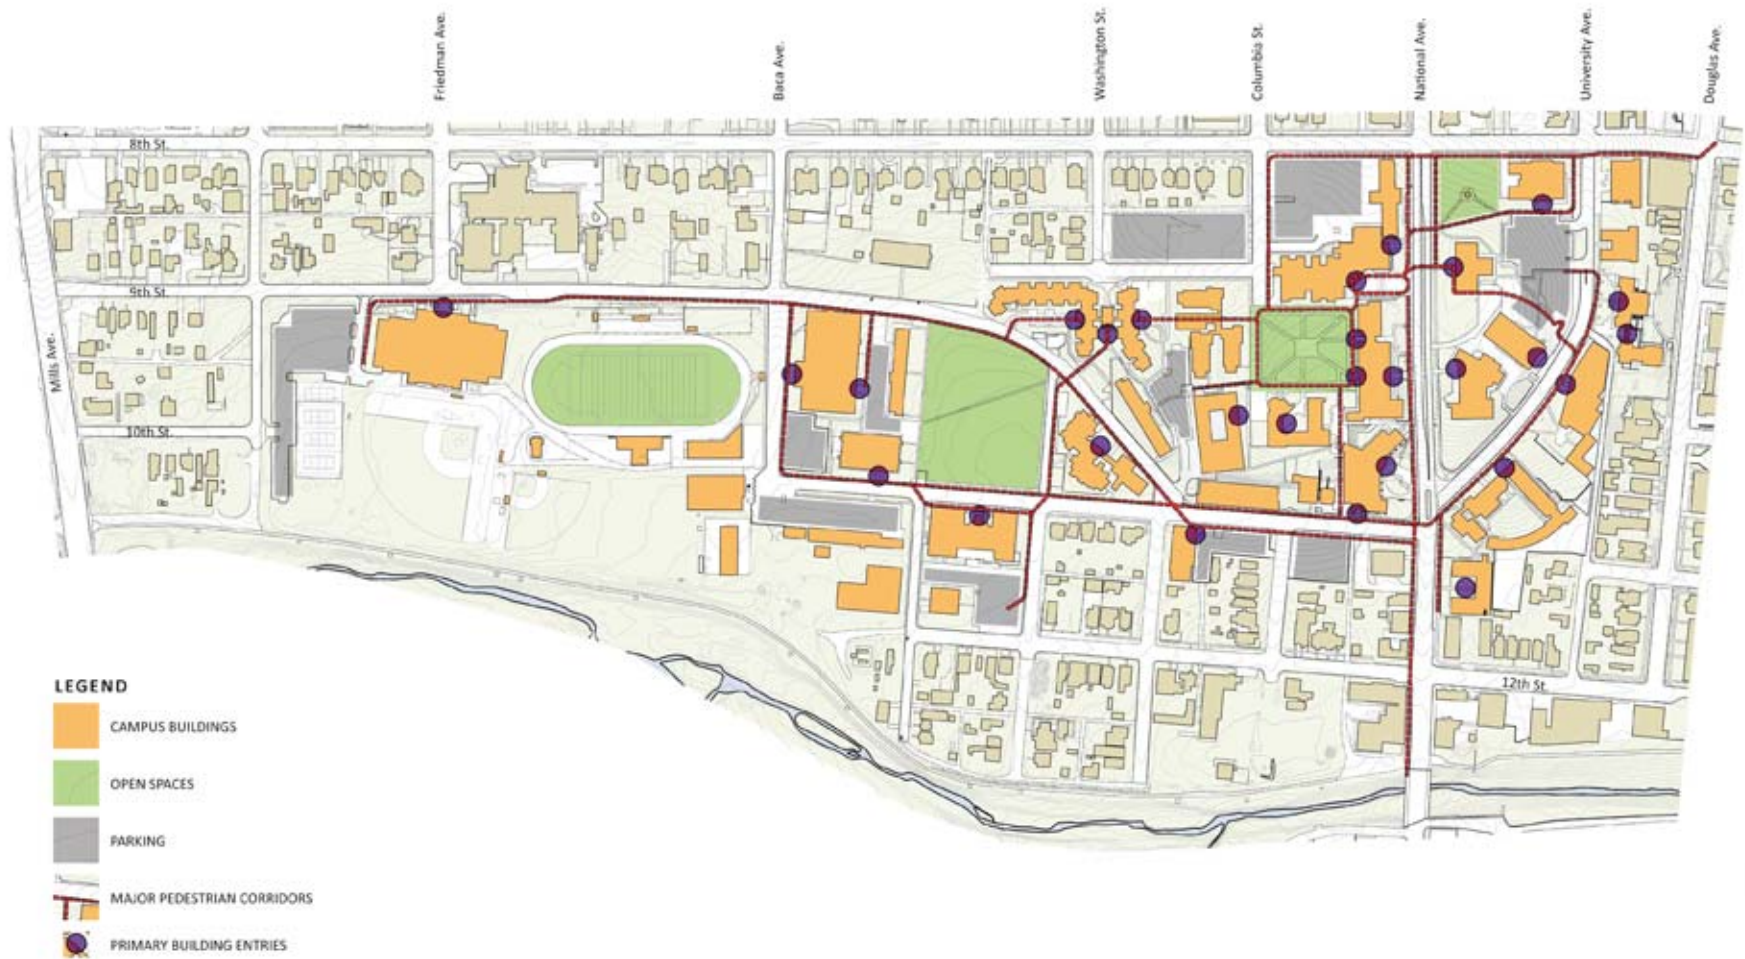 Friedman Ave.
Baca Ave.
Washington St.
Columbia St.
National Ave.
University Ave.
Douglas Ave.
8th St.
9th St.
Mills Ave.
10th St.
12th St.
LEGEND
CAMPUS BUILDINGS
OPEN SPACES
PARKING
MAJOR PEDESTRIAN CORRIDORS
PRIMARY BUILDING ENTRIES